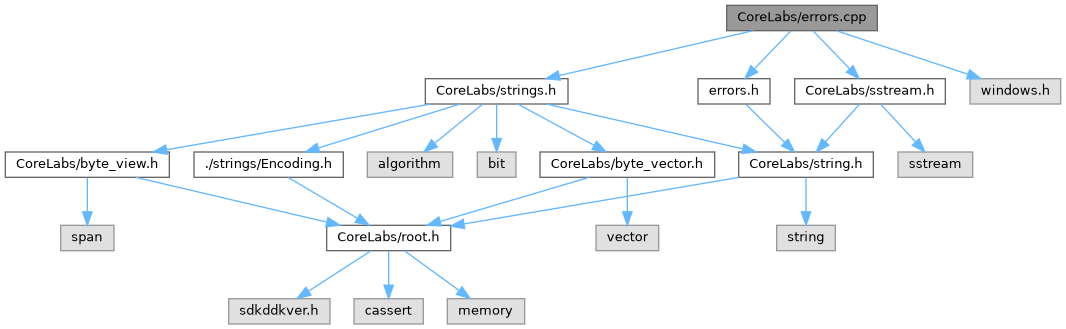 CoreLabs/errors.cpp
CoreLabs/strings.h
errors.h
CoreLabs/sstream.h
windows.h
CoreLabs/byte_view.h
./strings/Encoding.h
algorithm
bit
CoreLabs/byte_vector.h
CoreLabs/string.h
sstream
span
CoreLabs/root.h
vector
string
sdkddkver.h
cassert
memory